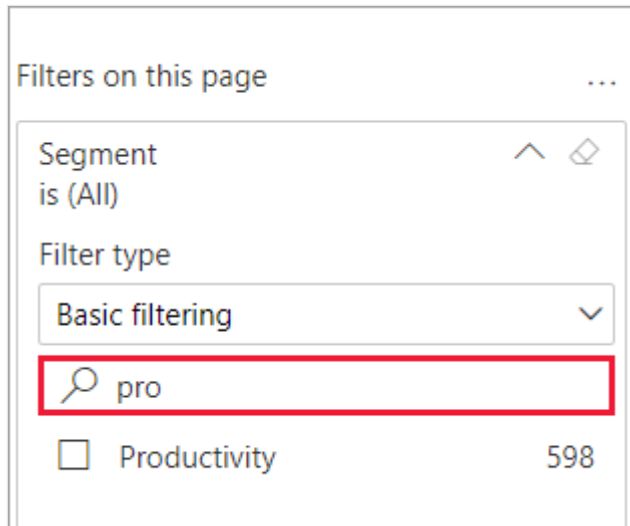 Filters on this page ...
Segment
is (All)
Filter type
Basic filtering
pro
Productivity 598